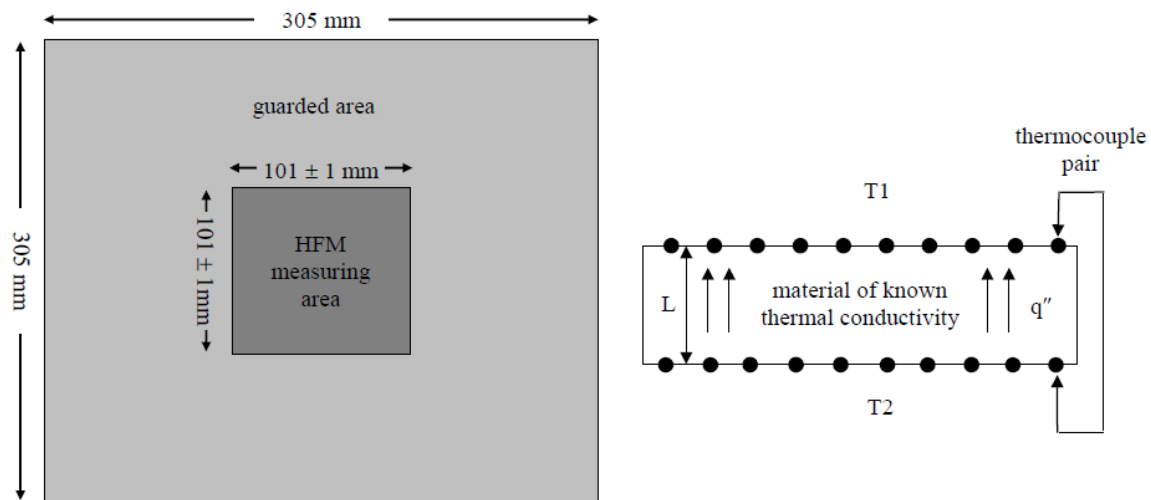 305 mm
guarded area
101 ± 1 mm
305 mm
101 ± 1mm
HFM
measuring
area
thermocouple
pair
T1
L
material of known
thermal conductivity
q″
T2